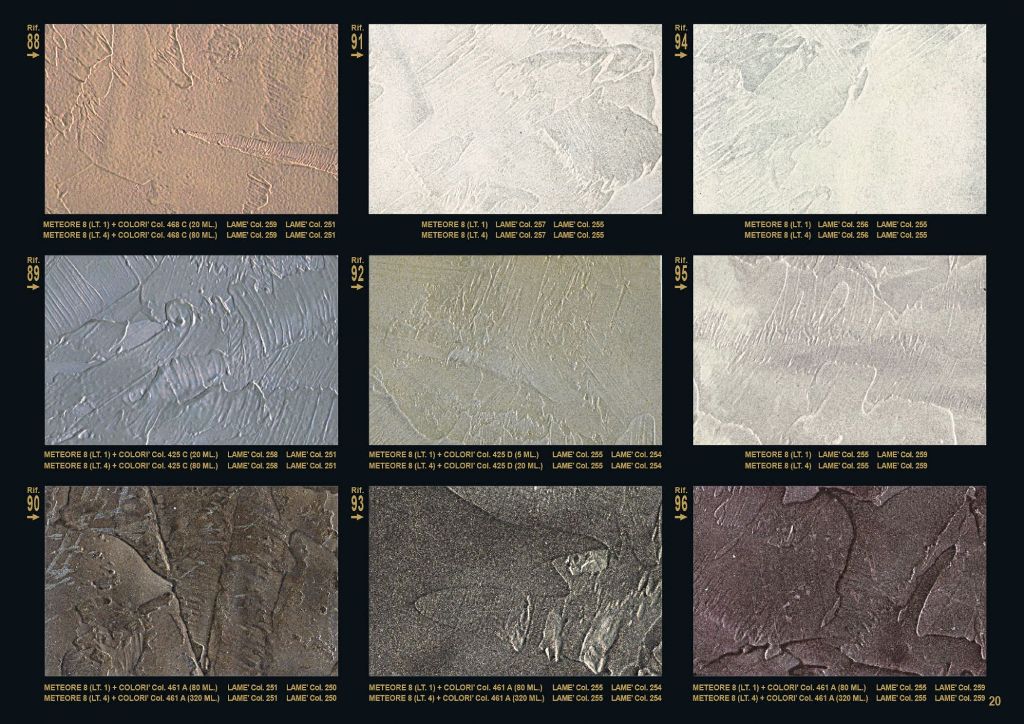 Rif.
88
METEORE 8 (LT. 1) + COLORI' Col. 468 C (20 ML.) LAME' Col. 259 LAME' Col. 251
METEORE 8 (LT. 4) + COLORI' Col. 468 C (80 ML.) LAME' Col. 259 LAME' Col. 251
Rif.
91
METEORE 8 (LT. 1) LAME' Col. 257 LAME' Col. 255
METEORE 8 (LT. 4) LAME' Col. 257 LAME' Col. 255
Rif.
94
METEORE 8 (LT. 1) LAME' Col. 256 LAME' Col. 255
METEORE 8 (LT. 4) LAME' Col. 256 LAME' Col. 255
Rif.
89
METEORE 8 (LT. 1) + COLORI' Col. 425 C (20 ML.) LAME' Col. 258 LAME' Col. 251
METEORE 8 (LT. 4) + COLORI' Col. 425 C (80 ML.) LAME' Col. 258 LAME' Col. 251
Rif.
92
METEORE 8 (LT. 1) + COLORI' Col. 425 D (5 ML.) LAME' Col. 255 LAME' Col. 254
METEORE 8 (LT. 4) + COLORI' Col. 425 D (20 ML.) LAME' Col. 255 LAME' Col. 254
Rif.
95
METEORE 8 (LT. 1) LAME' Col. 255 LAME' Col. 259
METEORE 8 (LT. 4) LAME' Col. 255 LAME' Col. 259
Rif.
90
METEORE 8 (LT. 1) + COLORI' Col. 461 A (80 ML.) LAME' Col. 251 LAME' Col. 250
METEORE 8 (LT. 4) + COLORI' Col. 461 A (320 ML.) LAME' Col. 251 LAME' Col. 250
Rif.
93
METEORE 8 (LT. 1) + COLORI' Col. 461 A (80 ML.) LAME' Col. 255 LAME' Col. 254
METEORE 8 (LT. 4) + COLORI' Col. 461 A (320 ML.) LAME' Col. 255 LAME' Col. 254
Rif.
96
METEORE 8 (LT. 1) + COLORI' Col. 461 A (80 ML.) LAME' Col. 255 LAME' Col. 259
METEORE 8 (LT. 4) + COLORI' Col. 461 A (320 ML.) LAME' Col. 255 LAME' Col. 259
20